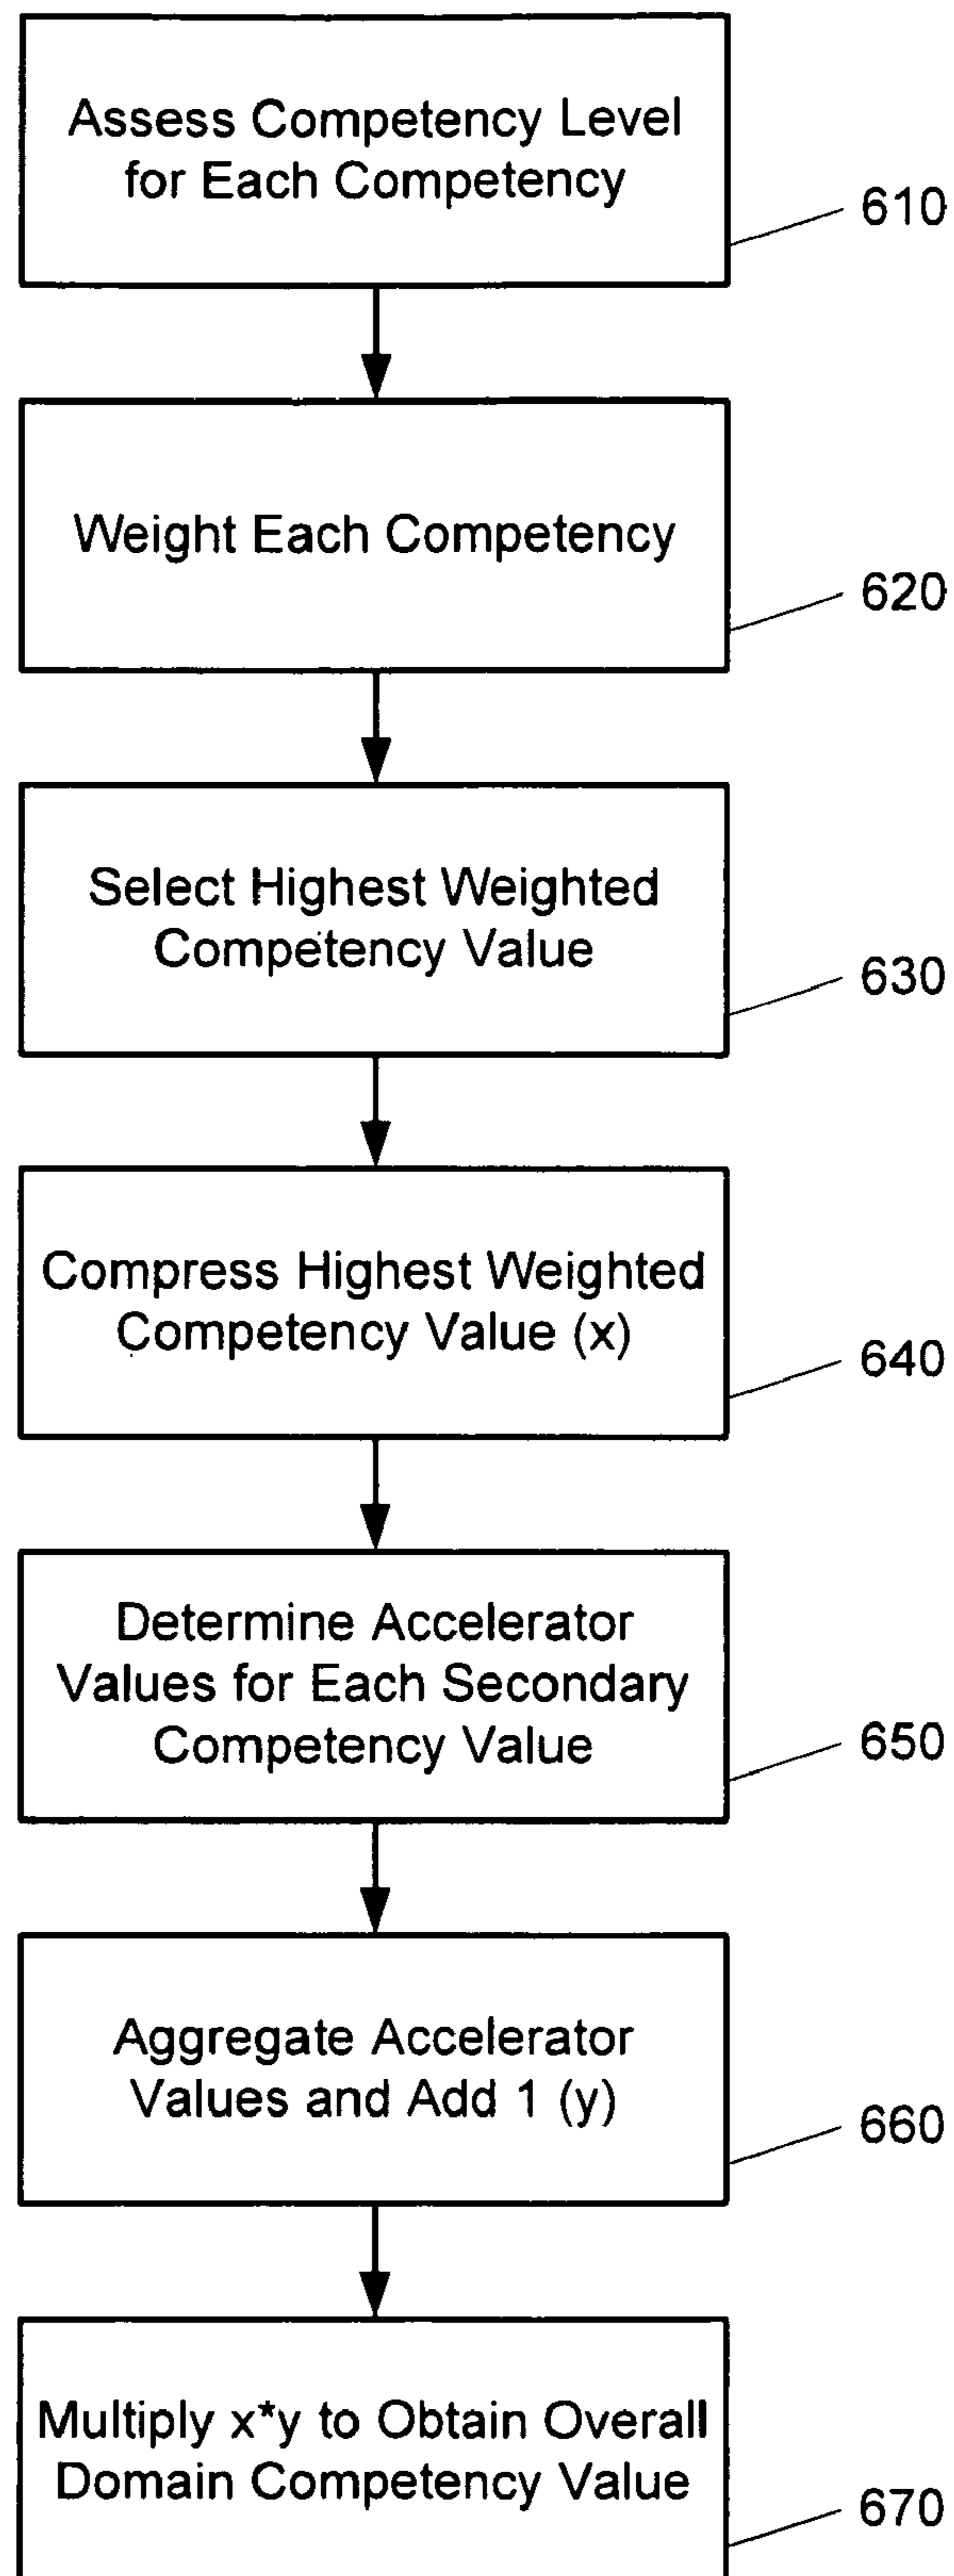 Assess Competency Level
for Each Competency
610
Weight Each Competency
620
Select Highest Weighted
Competency Value
630
Compress Highest Weighted
Competency Value (x)
640
Determine Accelerator
Values for Each Secondary
Competency Value
650
Aggregate Accelerator
Values and Add 1 (y)
660
Multiply x*y to Obtain Overall
Domain Competency Value
670